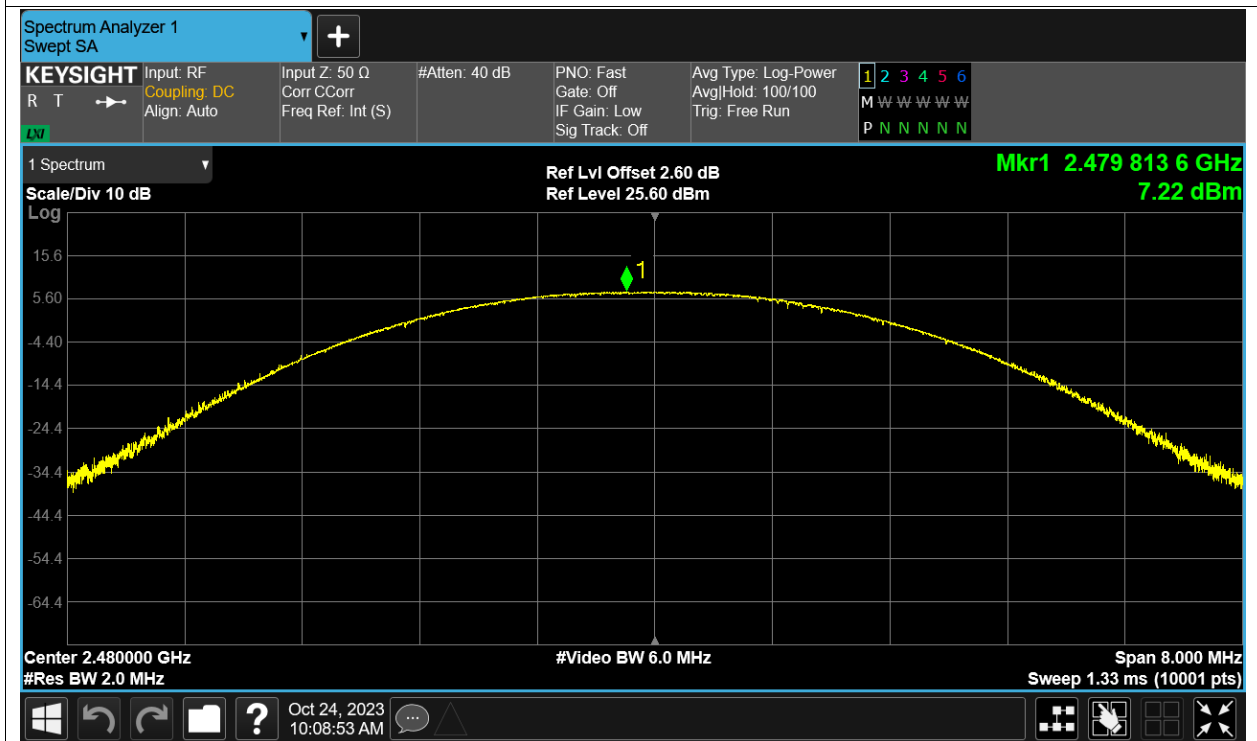 Spectrum Analyzer 1
Swept SA
+
KEYSIGHT
R T
LXI
Input: RF
Coupling: DC
Align: Auto
Input Z: 50 Ω
Corr CCorr
Freq Ref: Int (S)
#Atten: 40 dB
PNO: Fast
Gate: Off
IF Gain: Low
Sig Track: Off
Avg Type: Log-Power
Avg|Hold: 100/100
Trig: Free Run
1 2 3 4 5 6
M W W W W W
P N N N N N
1 Spectrum
Scale/Div 10 dB
Log
Ref Lvl Offset 2.60 dB
Ref Level 25.60 dBm
Mkr1 2.479 813 6 GHz
7.22 dBm
15.6
5.60
-4.40
-14.4
-24.4
-34.4
-44.4
-54.4
-64.4
1
Center 2.480000 GHz
#Res BW 2.0 MHz
#Video BW 6.0 MHz
Span 8.000 MHz
Sweep 1.33 ms (10001 pts)
?
Oct 24, 2023
10:08:53 AM